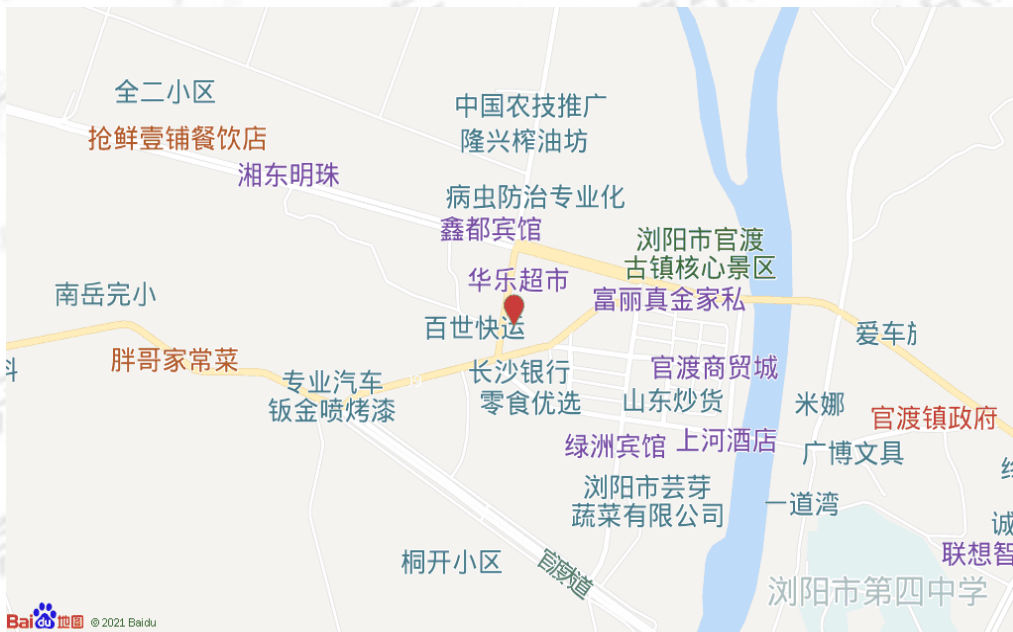 全二小区
中国农技推广
抢鲜壹铺餐饮店
隆兴榨油坊
湘东明珠
病虫防治专业化
鑫都宾馆
浏阳市官渡
古镇核心景区
华乐超市
南岳完小
富丽真金家私
百世快运
爱车
胖哥家常菜
长沙银行
官渡商贸城
专业汽车
钣金喷烤漆
零食优选
山东炒货
米娜
官渡镇政府
绿洲宾馆
上河酒店
广博文具
浏阳市芸芽
蔬菜有限公司
一道湾
诚
联想智
桐开小区
官渡大道
浏阳市第四中学
Bai du 地图 © 2021 Baidu